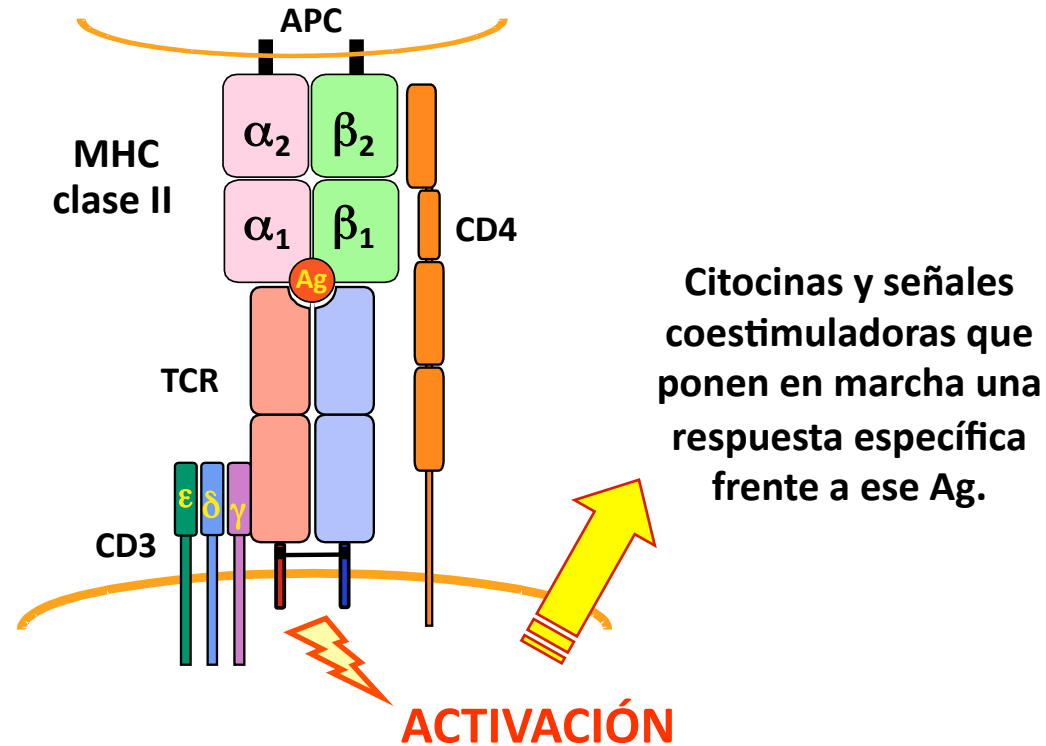 APC
α2 β2
MHC
clase II
α1 β1
CD4
Ag
TCR
ε δ γ
CD3
Citocinas y señales
coestimuladoras que
ponen en marcha una
respuesta específica
frente a ese Ag.
ACTIVACIÓN